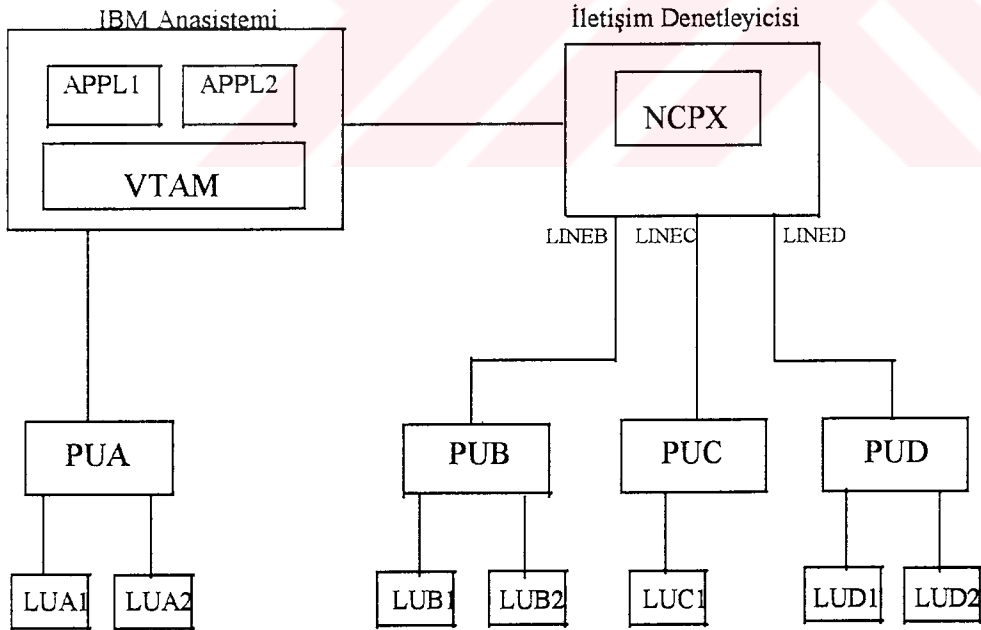 IBM Anasistemi
İletişim Denetleyicisi
APPL1
APPL2
NCPX
VTAM
LINEB
LINEC
LINED
PUA
PUB
PUC
PUD
LUA1
LUA2
LUB1
LUB2
LUC1
LUD1
LUD2